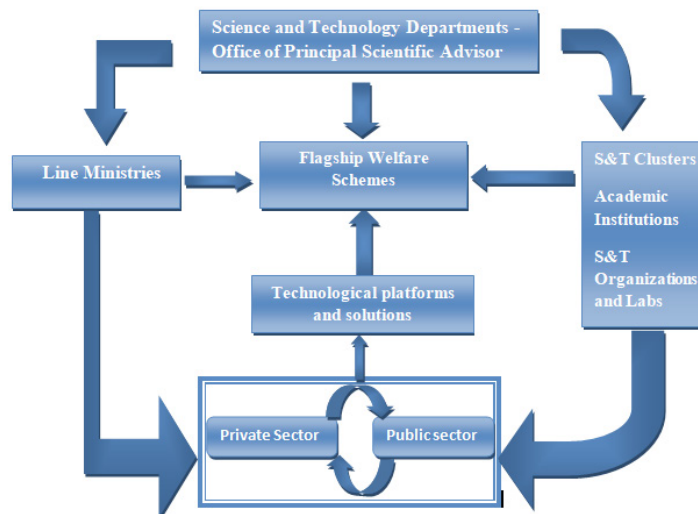 Science and Technology Departments -
Office of Principal Scientific Advisor
Line Ministries
Flagship Welfare
Schemes
S&T Clusters
Academic
Institutions
S&T
Organizations
and Labs
Technological platforms
and solutions
Private Sector
Public sector